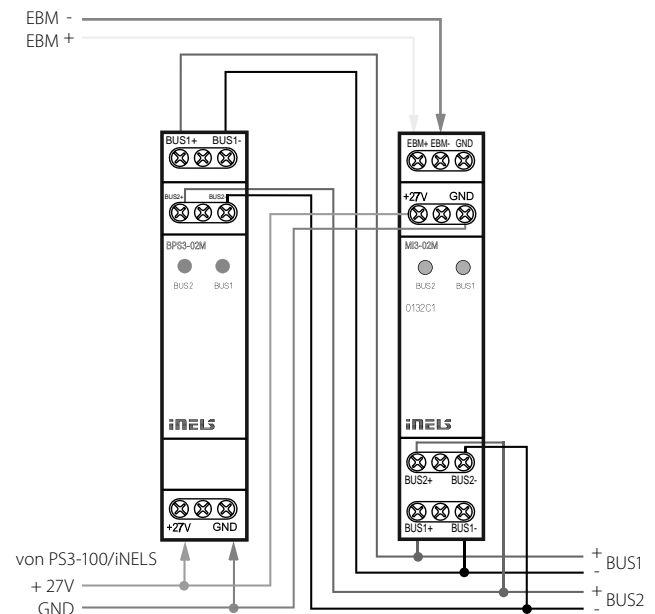 EBM -
EBM +
BUS1+ BUS1-
BUS2+ BUS2-
BPS3-02M
BUS2 BUS1
iNELS
+27V GND
EBM+ EBM- GND
+27V GND
MI3-02M
BUS2 BUS1
0132C1
iNELS
BUS2+ BUS2-
BUS1+ BUS1-
von PS3-100/iNELS
+ 27V
GND
+
BUS1
-
+
BUS2
-